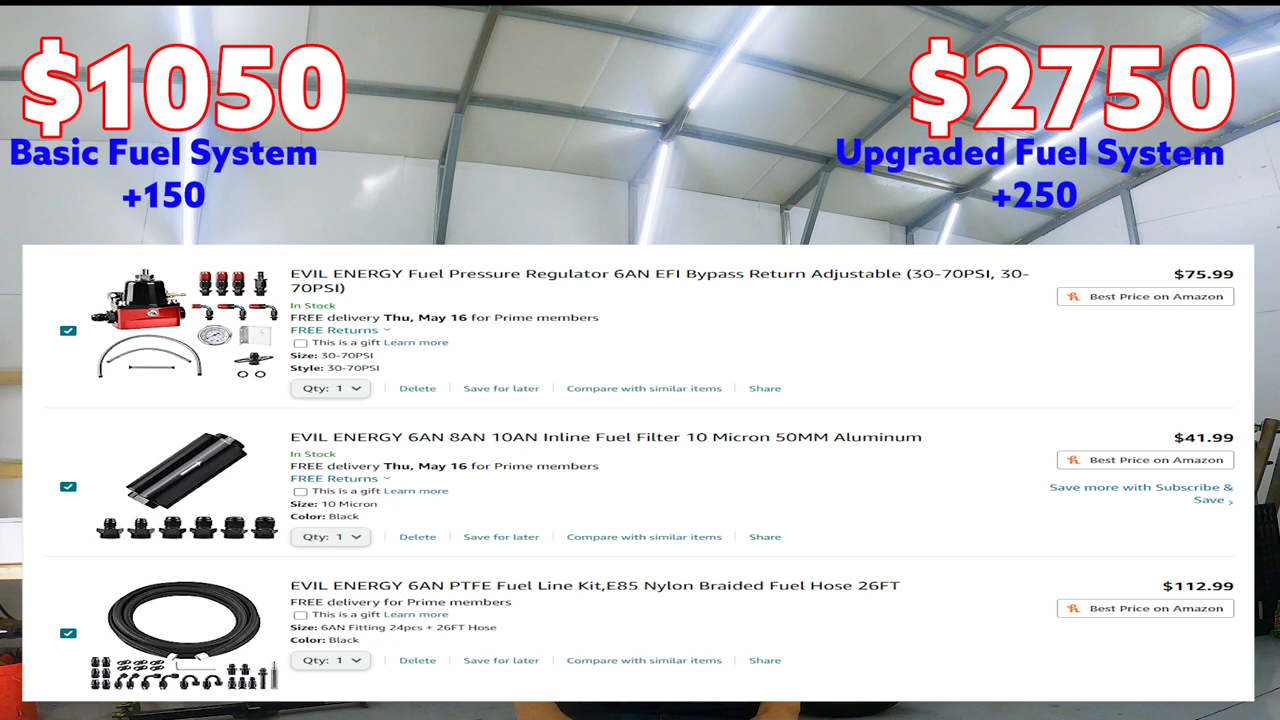 $1050
Basic Fuel System
+150
$2750
Upgraded Fuel System
+250
EVIL ENERGY Fuel Pressure Regulator 6AN EFI Bypass Return Adjustable (30-70PSI, 30-
70PSI)
$75.99
Best Price on Amazon
In Stock
FREE delivery Thu, May 16 for Prime members
FREE Returns
This is a gift Learn more
Size: 30-70PSI
Style: 30-70PSI
Qty: 1
Delete
Save for later
Compare with similar items
Share
EVIL ENERGY 6AN 8AN 10AN Inline Fuel Filter 10 Micron 50MM Aluminum
$41.99
Best Price on Amazon
In Stock
FREE delivery Thu, May 16 for Prime members
FREE Returns
Save more with Subscribe &
Save
This is a gift Learn more
Size: 10 Micron
Color: Black
Qty: 1
Delete
Save for later
Compare with similar items
Share
EVIL ENERGY 6AN PTFE Fuel Line Kit,E85 Nylon Braided Fuel Hose 26FT
$112.99
Best Price on Amazon
FREE delivery for Prime members
This is a gift Learn more
Size: 6AN Fitting 24pcs + 26FT Hose
Color: Black
Qty: 1
Delete
Save for later
Compare with similar items
Share